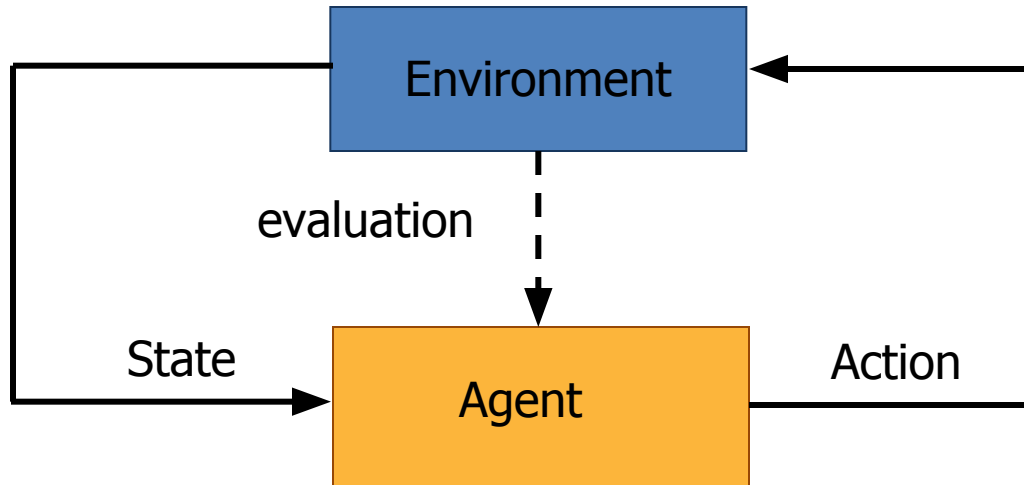 Environment
evaluation
State
Action
Agent